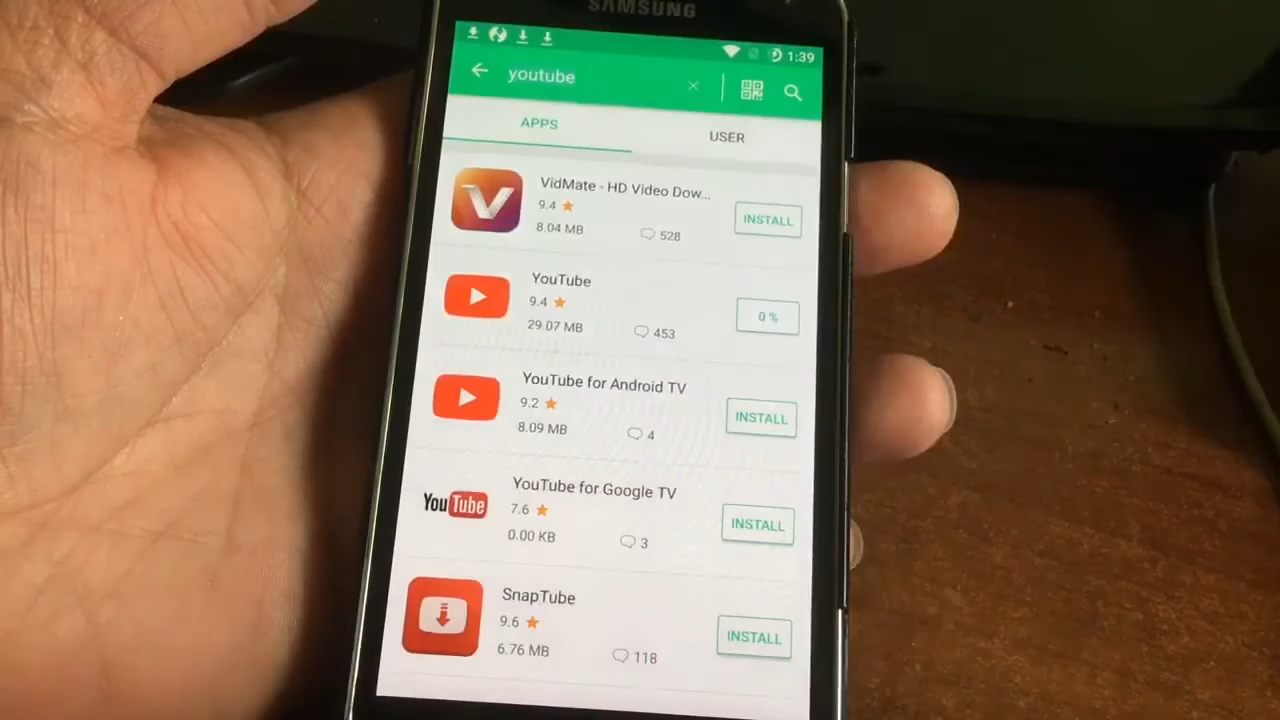 SAMSUNG
1:39
youtube
APPS
USER
VidMate - HD Video Dow...
9.4
INSTALL
8.04 MB
528
YouTube
9.4
0 %
29.07 MB
453
YouTube for Android TV
9.2
INSTALL
8.09 MB
4
YouTube for Google TV
YouTube
7.6
INSTALL
0.00 KB
3
SnapTube
9.6
INSTALL
6.76 MB
118